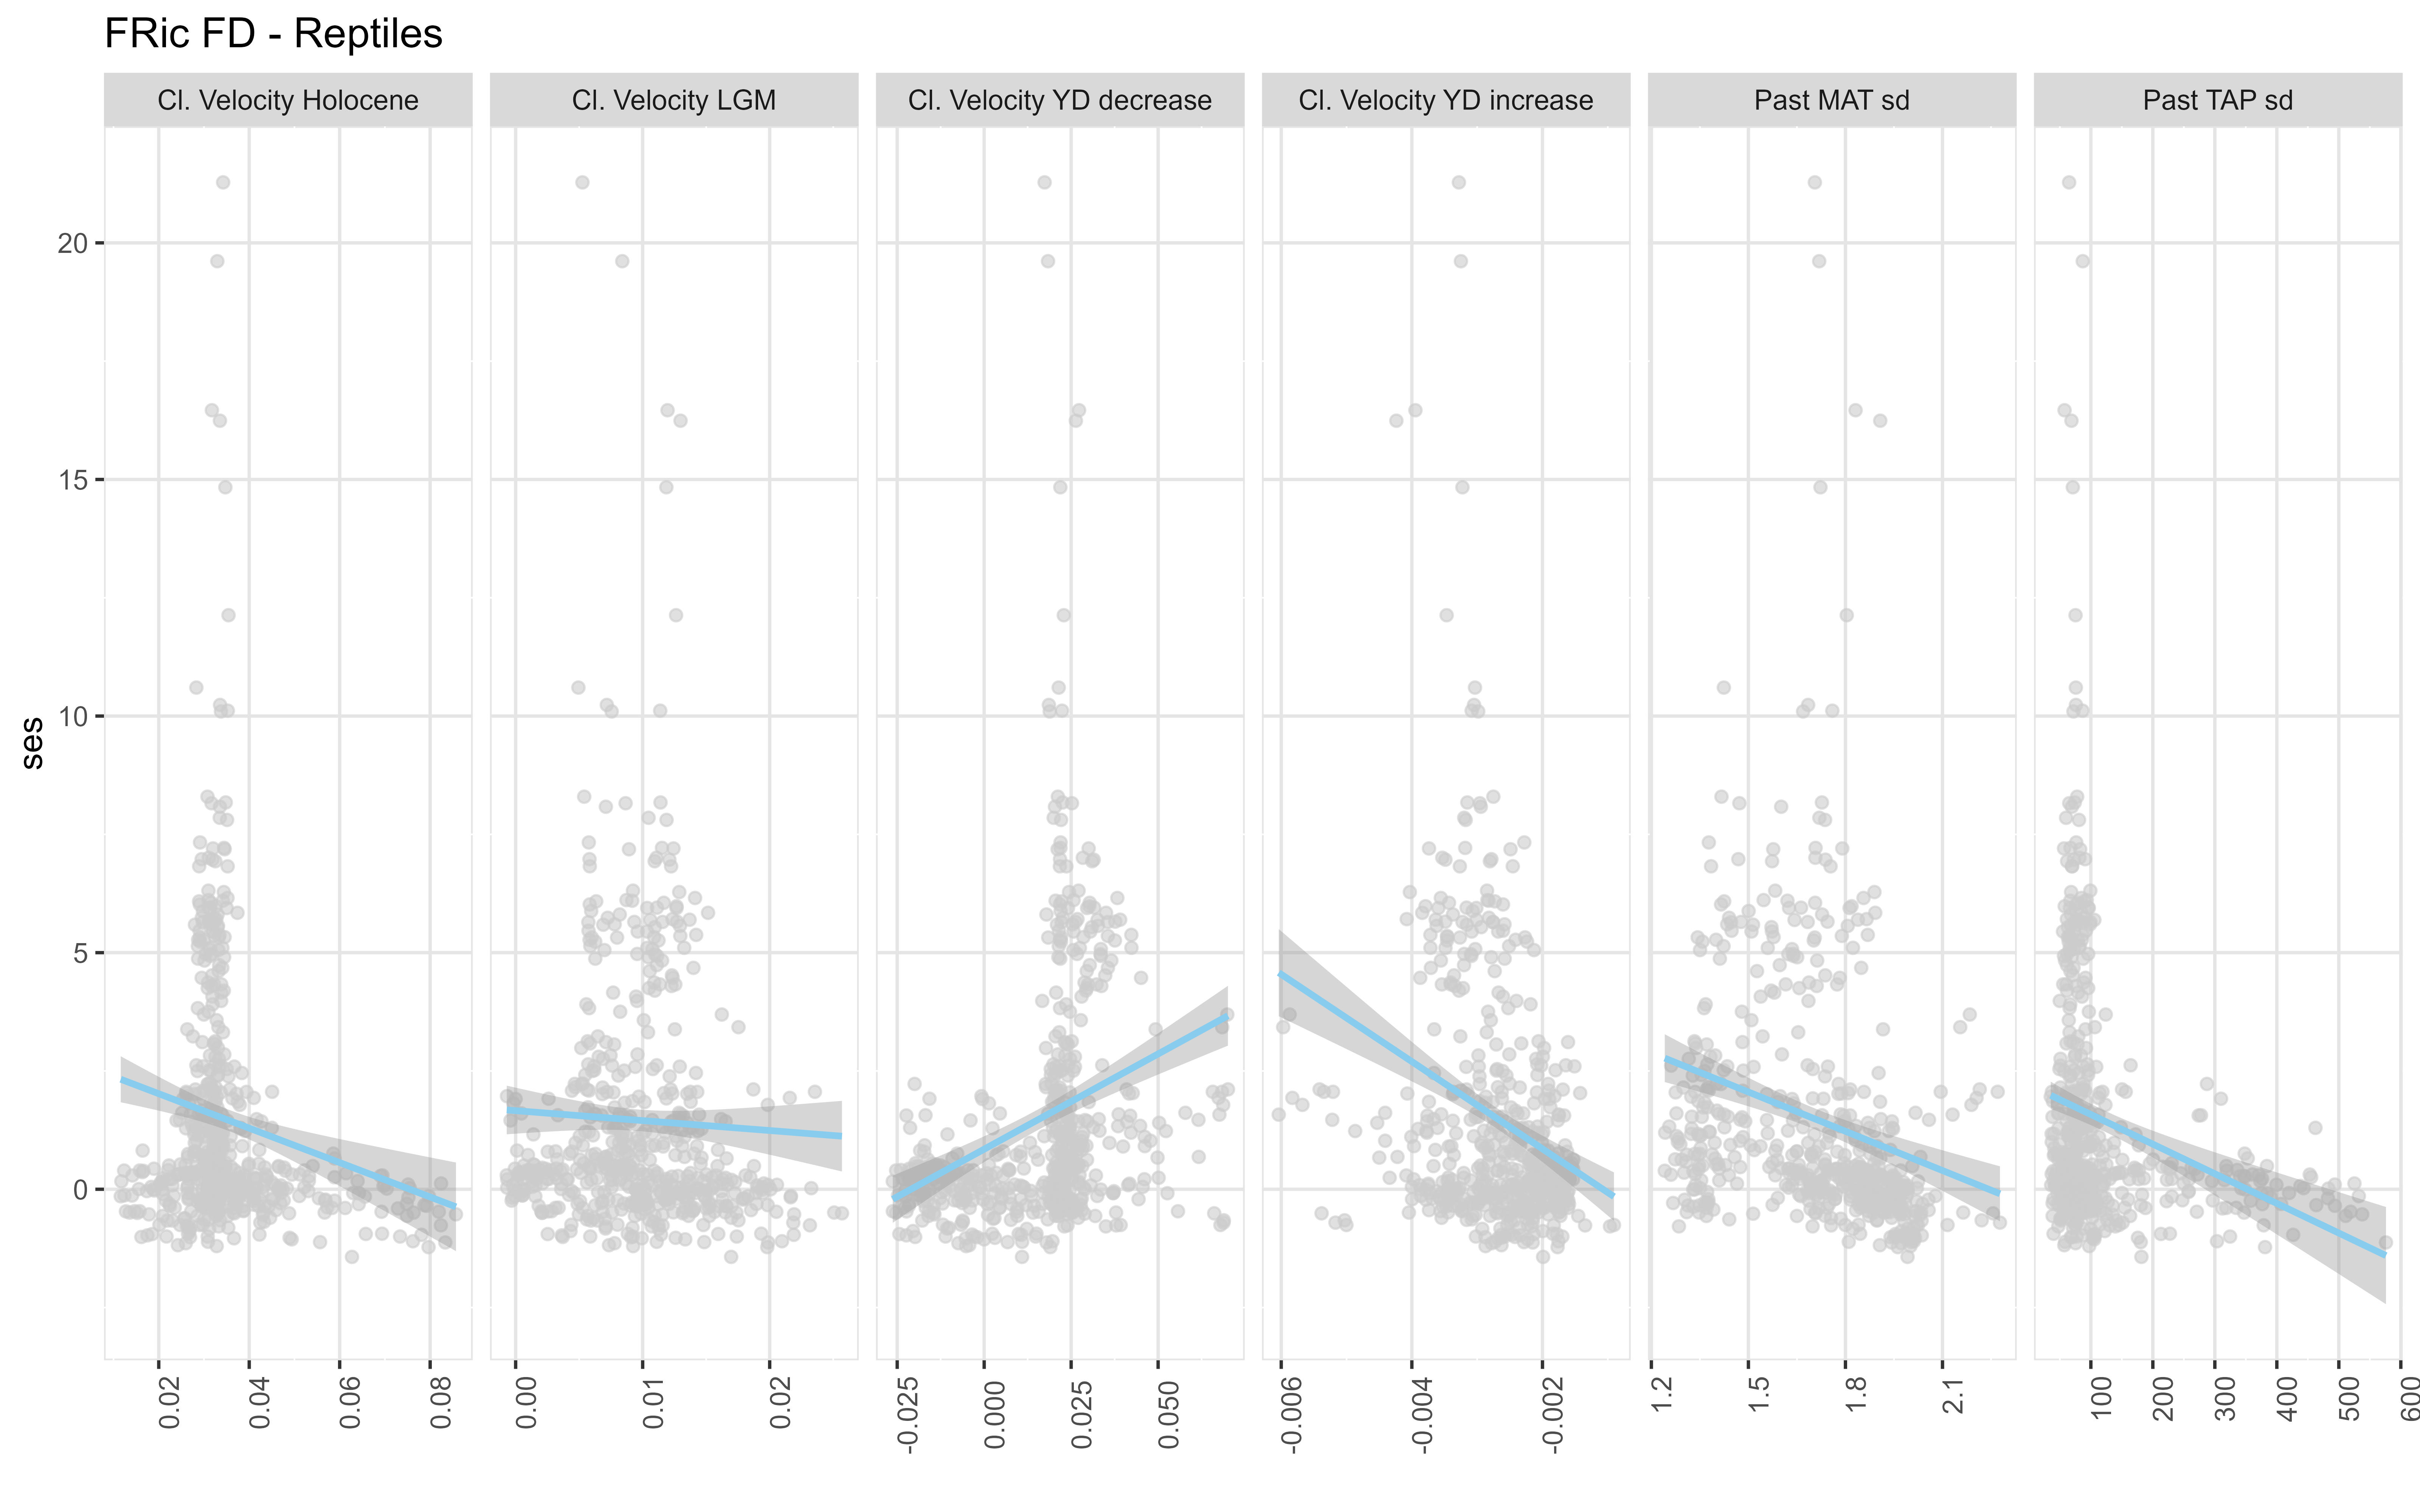 FRic FD - Reptiles
Cl. Velocity Holocene
Cl. Velocity LGM
Cl. Velocity YD decrease
Cl. Velocity YD increase
Past MAT sd
Past TAP sd
ses
20
15
10
5
0
0.02 0.04 0.06 0.08
0.00 0.01 0.02
-0.025 0.000 0.025 0.050
-0.006 -0.004 -0.002
1.2 1.5 1.8 2.1
100 200 300 400 500 600